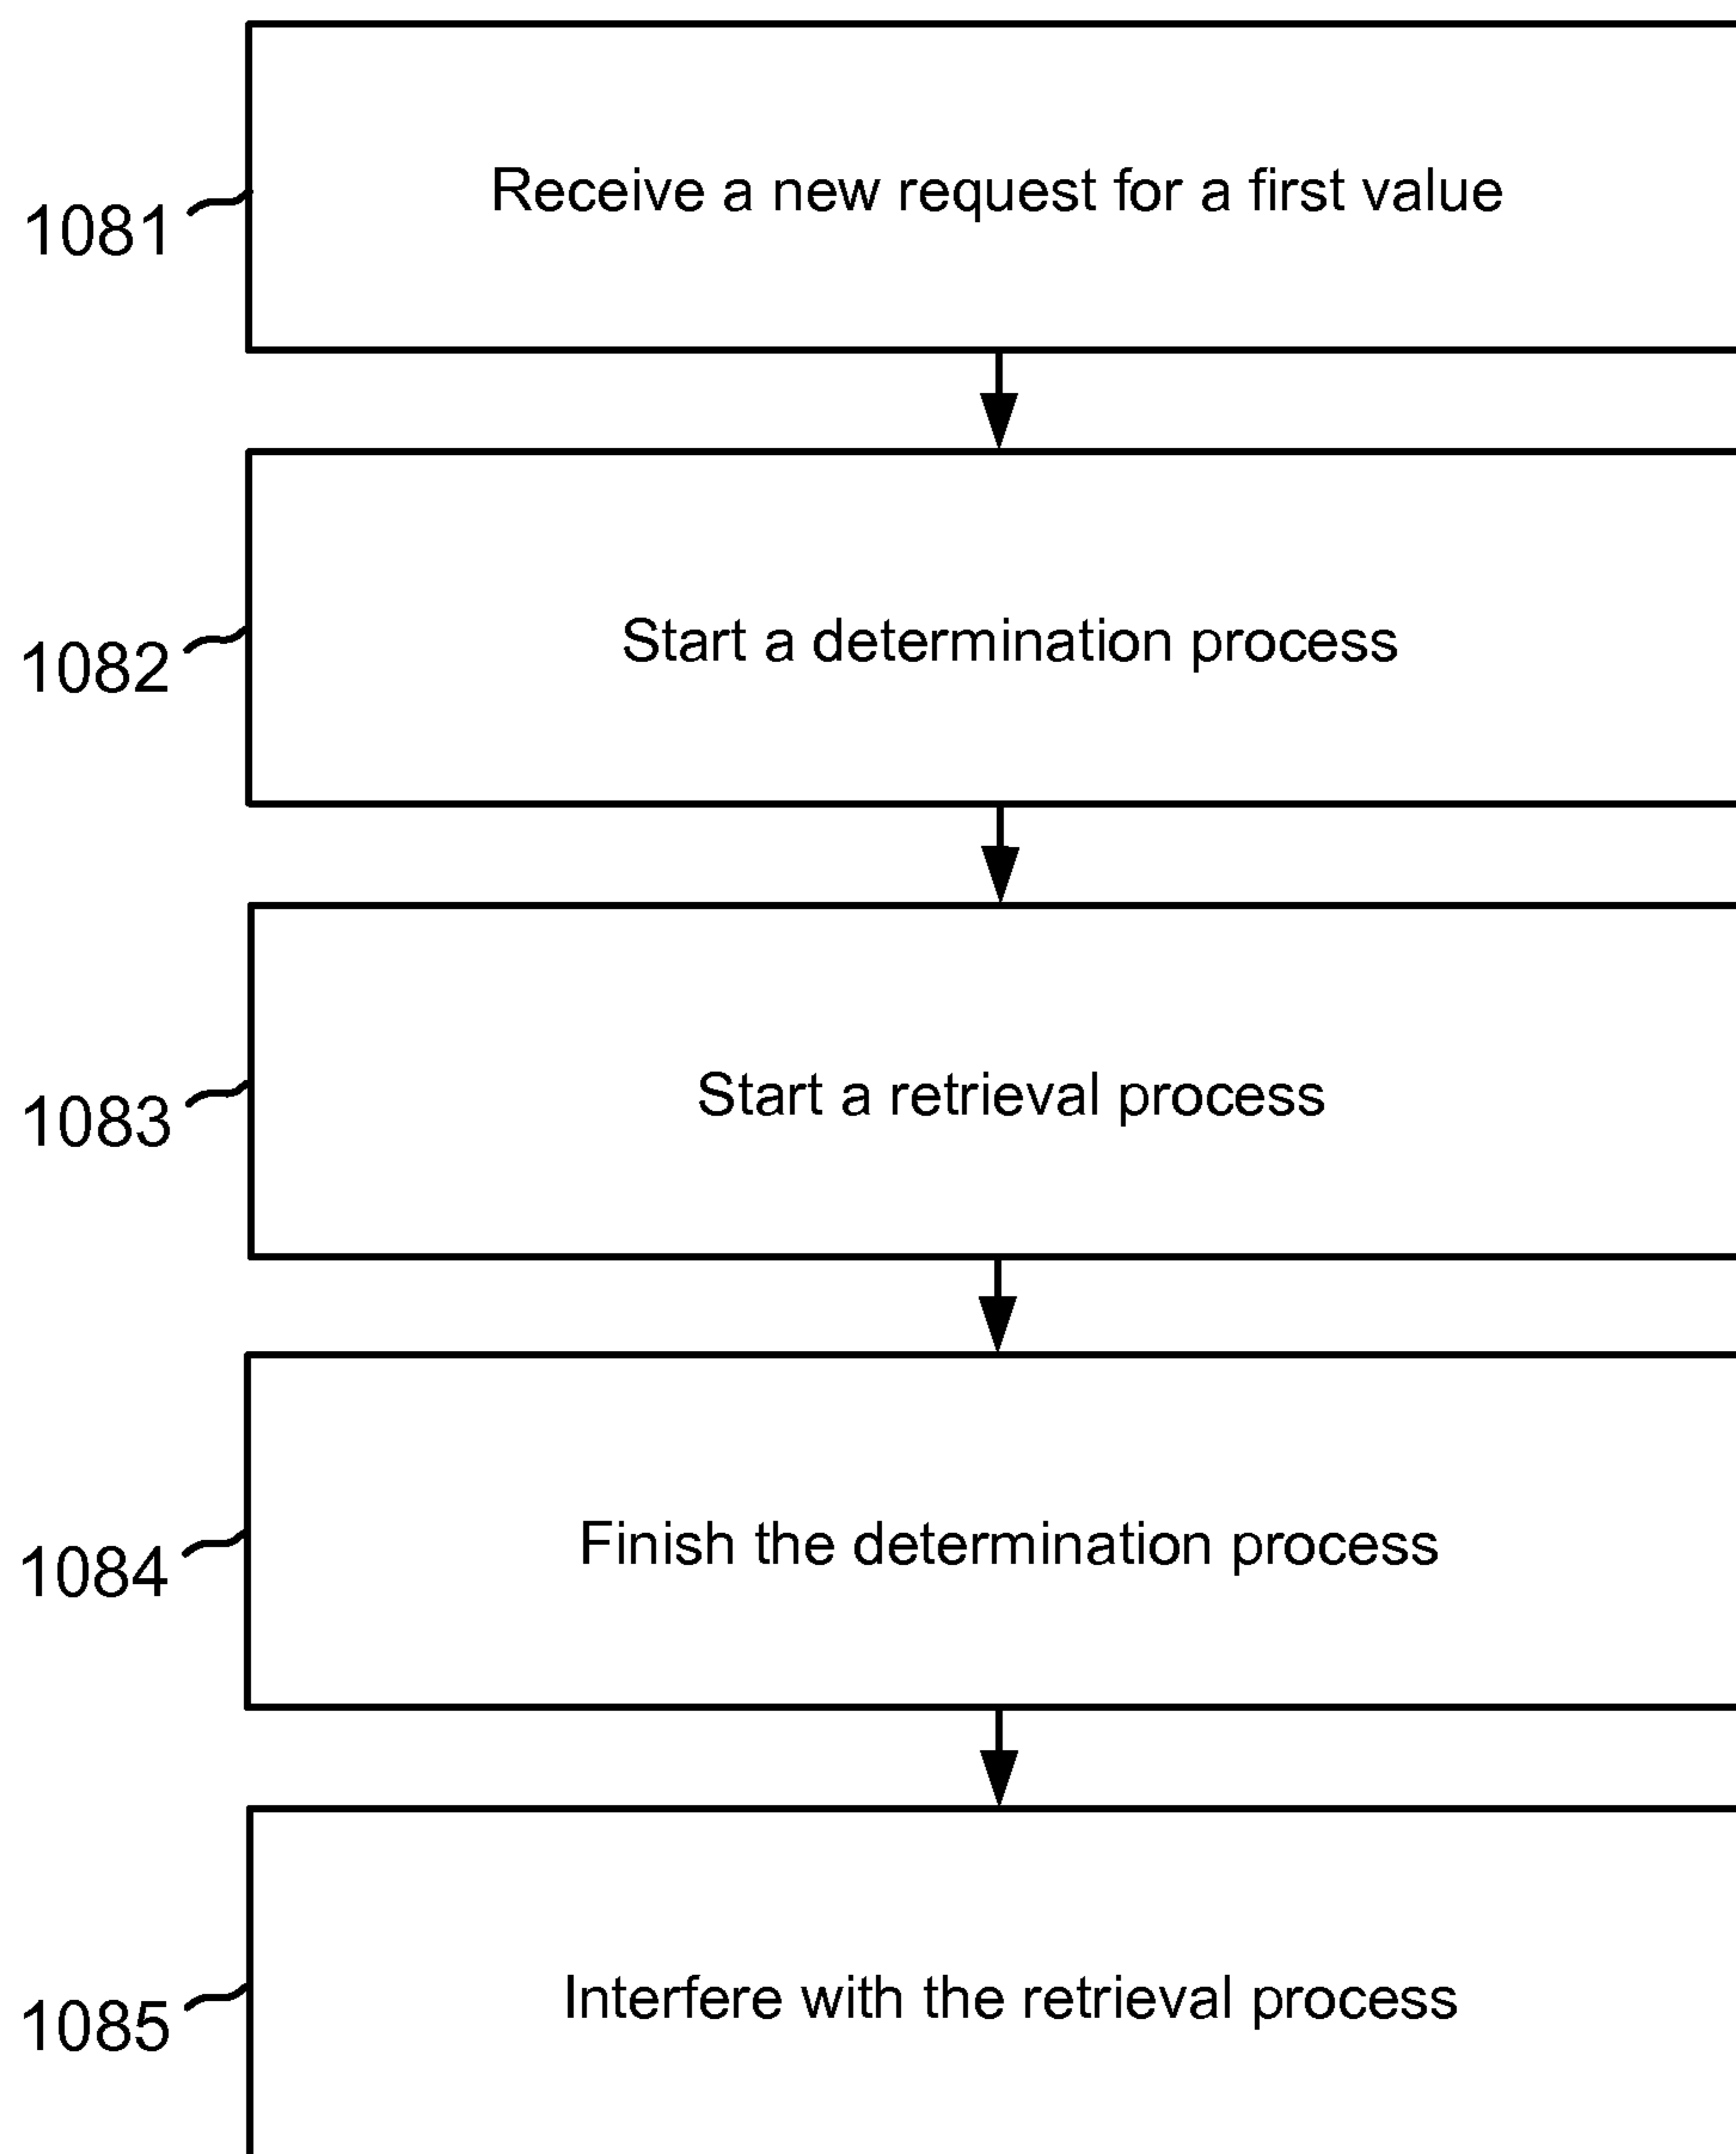 Receive a new request for a first value
1081
Start a determination process
1082
Start a retrieval process
1083
Finish the determination process
1084
Interfere with the retrieval process
1085